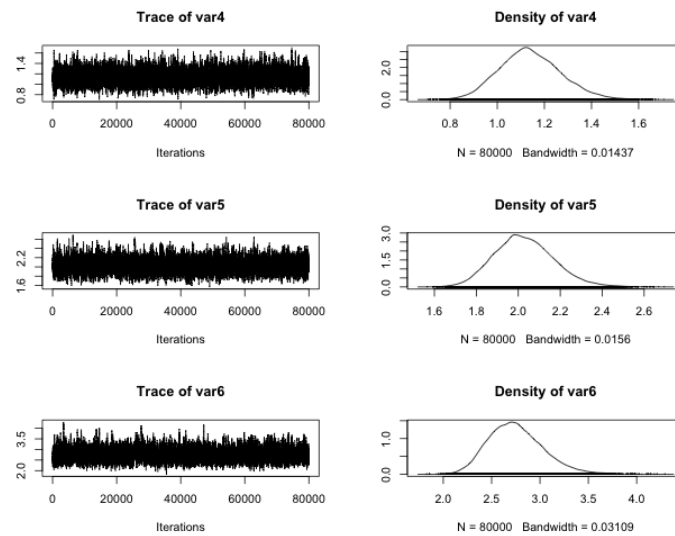 Trace of var4
0.8 1.4
0 20000 40000 60000 80000
Iterations
Density of var4
0.0 2.0
0.8 1.0 1.2 1.4 1.6
N = 80000 Bandwidth = 0.01437
Trace of var5
1.6 2.2
0 20000 40000 60000 80000
Iterations
Density of var5
0.0 1.5 3.0
1.6 1.8 2.0 2.2 2.4 2.6
N = 80000 Bandwidth = 0.0156
Trace of var6
2.0 3.5
0 20000 40000 60000 80000
Iterations
Density of var6
0.0 1.0
2.0 2.5 3.0 3.5 4.0
N = 80000 Bandwidth = 0.03109